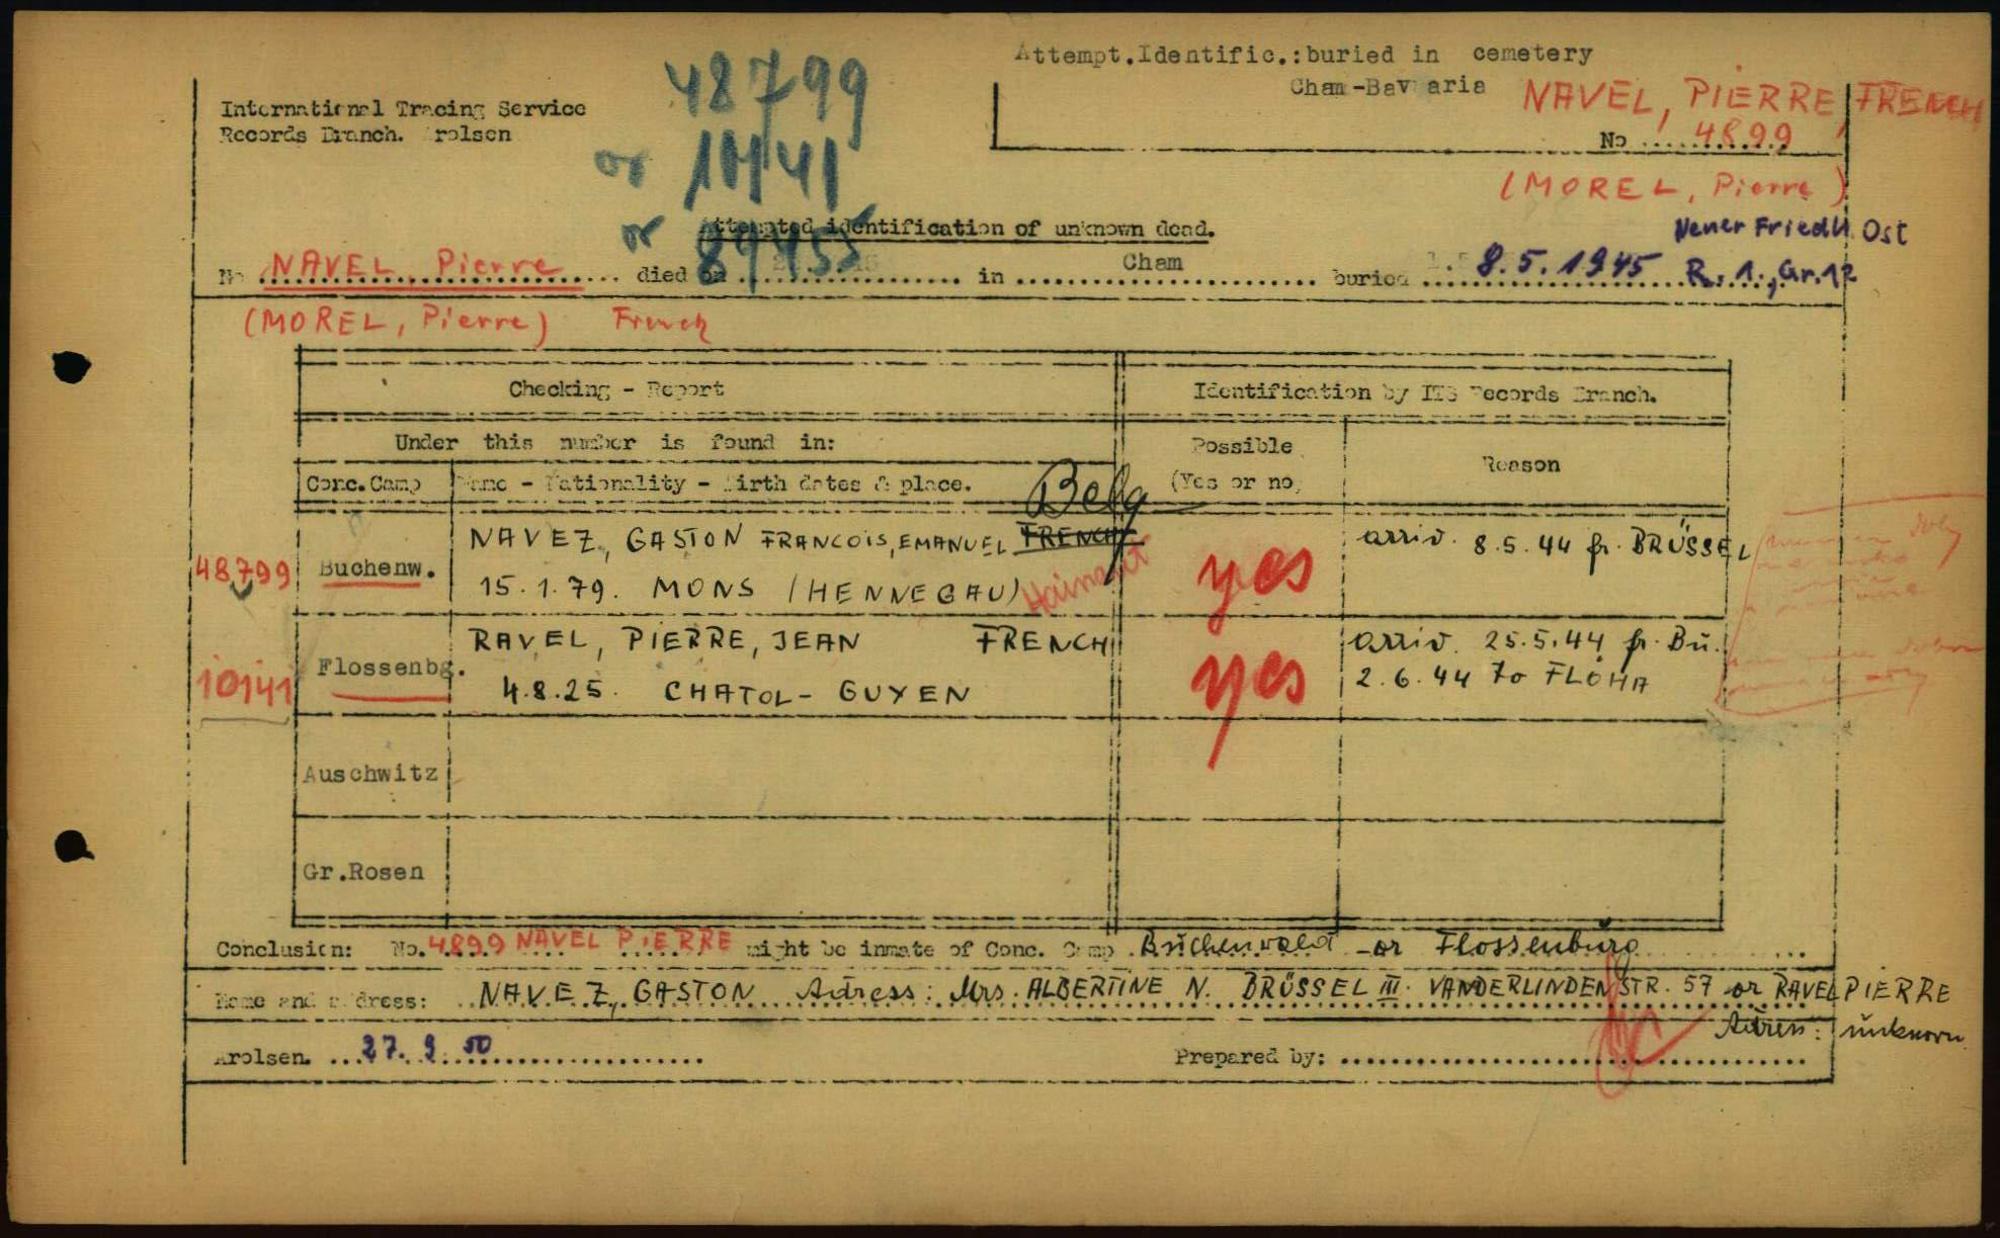 Attempt.Identific.:buried in cemetery
Cham-Bavaria
NAVEL, PIERRE, FRENCH
No ....4899
(MOREL, Pierre)
International Tracing Service
Records Branch. Arolsen
48799
or 10141
or
Attempted identification of unknown dead.
Neuer Friedh. Ost
No NAVEL, Pierre died on in Cham buried 8.5.1945 R. 1., Gr. 12
(MOREL, Pierre) French
Checking - Report
Identification by ITS Records Branch.
Under this number is found in:
Possible
(Yes or no)
Reason
Conc.Camp
Name - Nationality - Birth dates & place.
Belg
48799
Buchenw.
NAVEZ, GASTON FRANCOIS, EMANUEL FRENCH
15.1.79. MONS (HENNEGAU) Hainaut
yes
arriv. 8.5.44 fr. BRÜSSEL
10141
Flossenbg.
RAVEL, PIERRE, JEAN FRENCH
4.8.25. CHATOL-GUYEN
yes
arriv. 25.5.44 fr. Bu.
2.6.44 to FLÖHA
Auschwitz
Gr.Rosen
Conclusion: No. 4899 NAVEL PIERRE might be inmate of Conc. Camp Buchenwald or Flossenbürg
Name and address: NAVEZ, GASTON Adress: Mrs. ALBERTINE N. BRÜSSEL III. VANDERLINDENSTR. 57 or RAVEL PIERRE
Adress: unknown
Arolsen. 27. 9. 50
Prepared by: